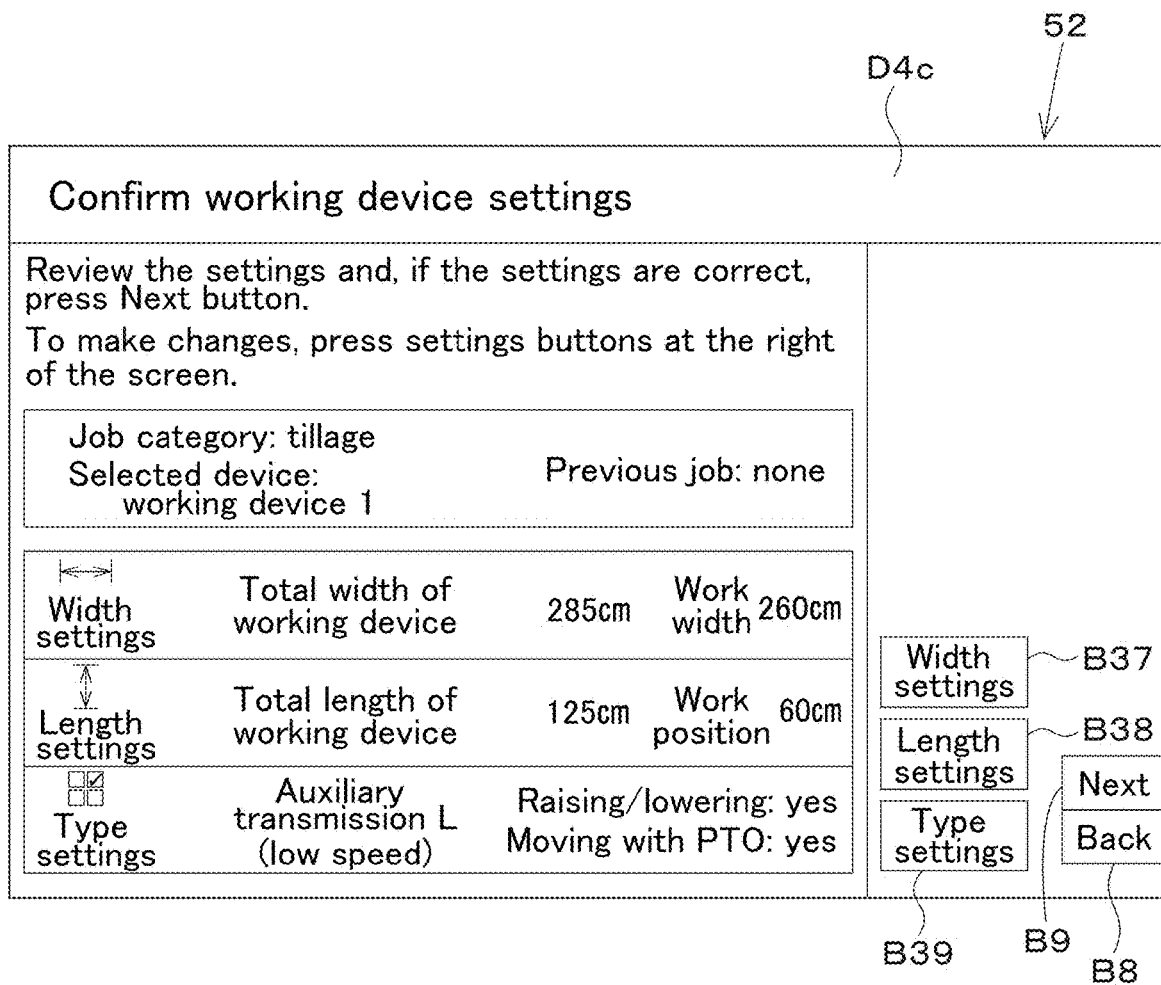 52
D4c
Confirm working device settings
Review the settings and, if the settings are correct,
press Next button.
To make changes, press settings buttons at the right
of the screen.
Job category: tillage
Selected device:
working device 1
Previous job: none
Width
settings
Total width of
working device
285cm
Work
width
260cm
Length
settings
Total length of
working device
125cm
Work
position
60cm
Type
settings
Auxiliary
transmission L
(low speed)
Raising/lowering: yes
Moving with PTO: yes
Width
settings
B37
Length
settings
B38
Type
settings
Next
Back
B39
B9
B8